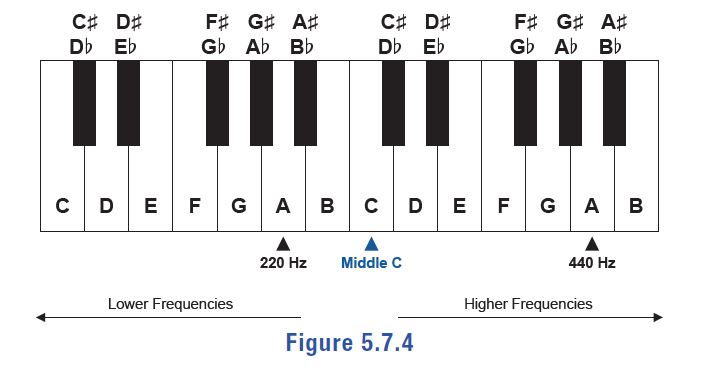 C♯ D♯ F♯ G♯ A♯ C♯ D♯ F♯ G♯ A♯
D♭ E♭ G♭ A♭ B♭ D♭ E♭ G♭ A♭ B♭
C D E F G A B C D E F G A B
220 Hz Middle C 440 Hz
Lower Frequencies Higher Frequencies
Figure 5.7.4